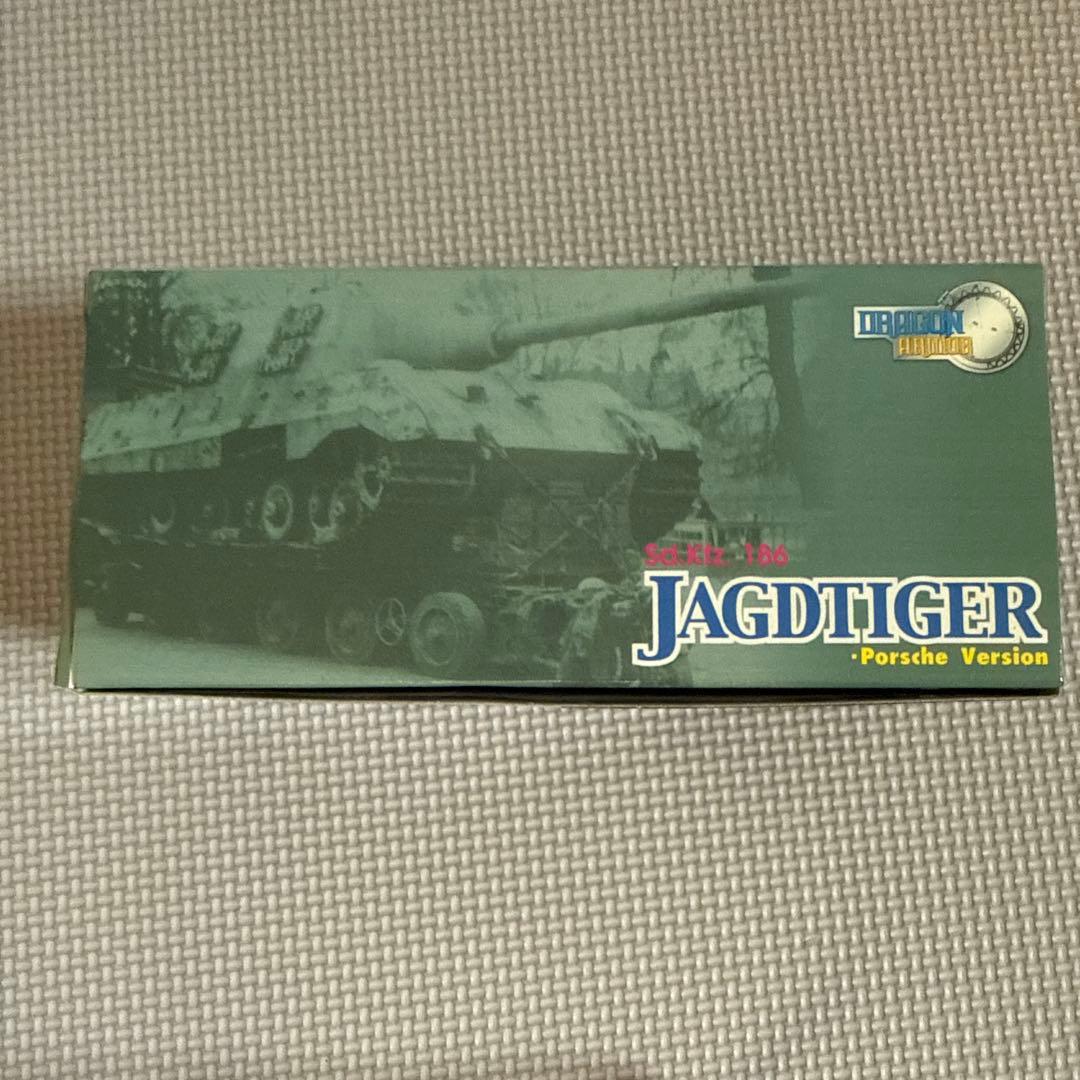 DRAGON
ARMOR
Sd.Kfz. 186
JAGDTIGER
·Porsche Version